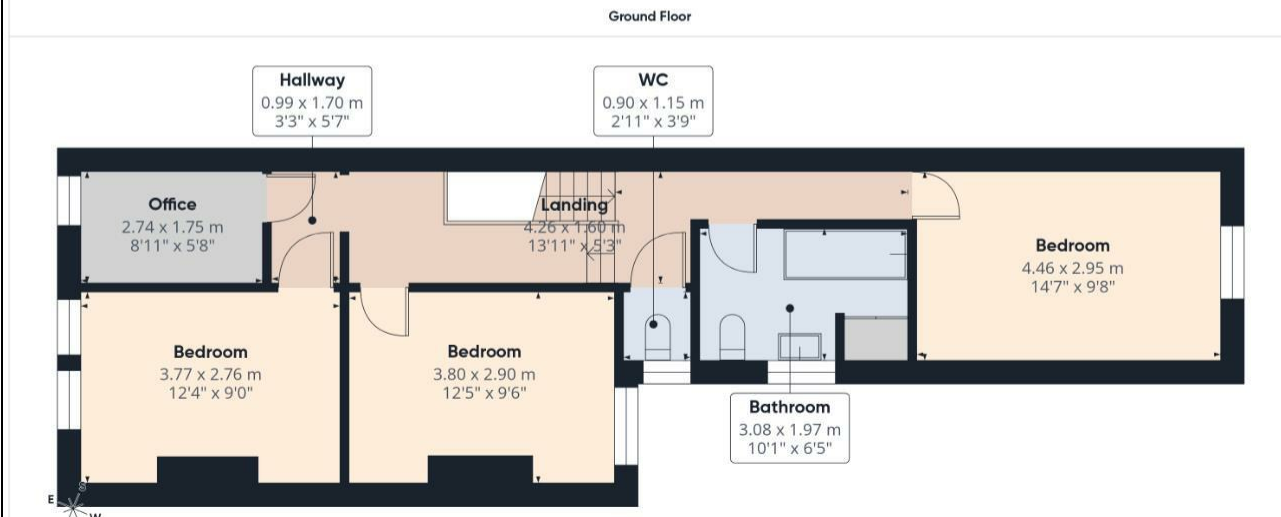 Ground Floor
Hallway
0.99 x 1.70 m
3'3" x 5'7"
WC
0.90 x 1.15 m
2'11" x 3'9"
Office
2.74 x 1.75 m
8'11" x 5'8"
Landing
4.26 x 1.60 m
13'11" x 5'3"
Bedroom
4.46 x 2.95 m
14'7" x 9'8"
Bedroom
3.77 x 2.76 m
12'4" x 9'0"
Bedroom
3.80 x 2.90 m
12'5" x 9'6"
Bathroom
3.08 x 1.97 m
10'1" x 6'5"
S
E
W